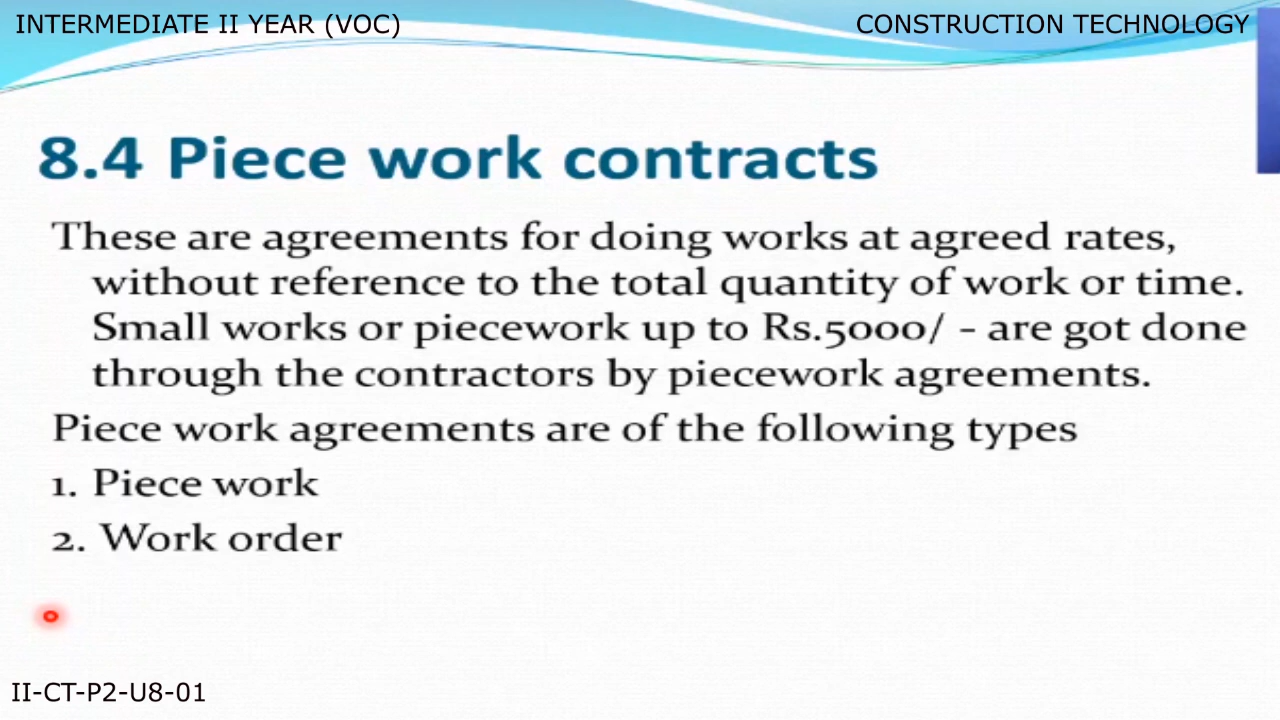 INTERMEDIATE II YEAR (VOC)
CONSTRUCTION TECHNOLOGY
8.4 Piece work contracts
These are agreements for doing works at agreed rates,
without reference to the total quantity of work or time.
Small works or piecework up to Rs.5000/ - are got done
through the contractors by piecework agreements.
Piece work agreements are of the following types
1. Piece work
2. Work order
II-CT-P2-U8-01